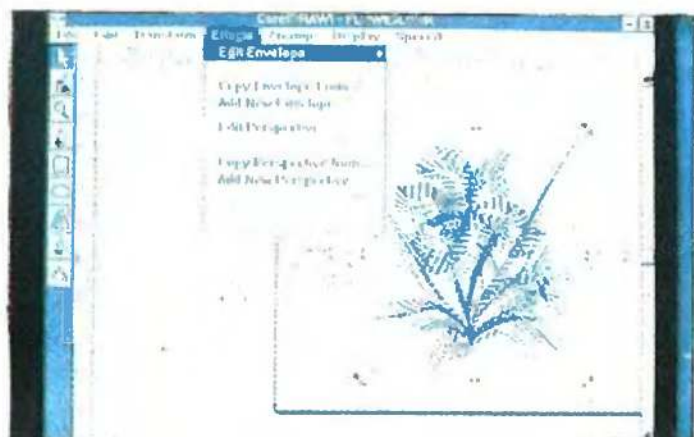 Edit Transform Effects Arrange Display Special
Edit Envelope
Copy Envelope From...
Add New Envelope
Edit Perspective
Copy Perspective from...
Add New Perspective